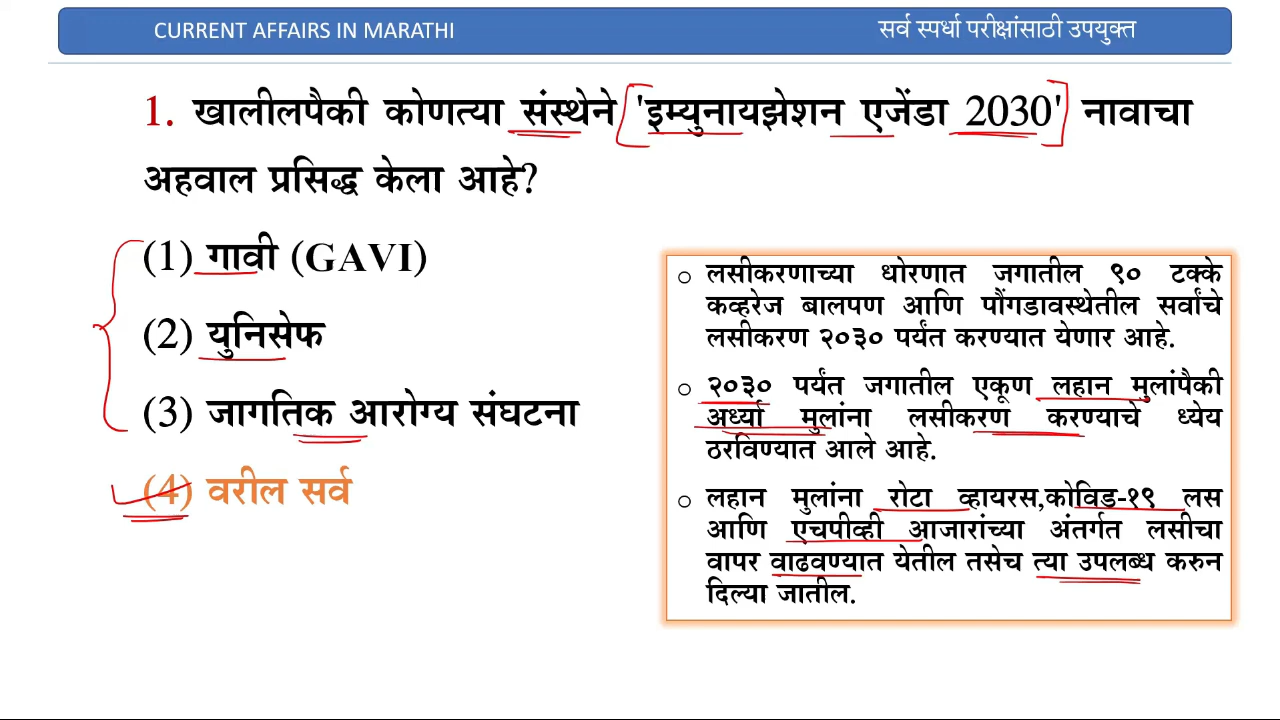 CURRENT AFFAIRS IN MARATHI
सर्व स्पर्धा परीक्षांसाठी उपयुक्त
1. खालीलपैकी कोणत्या संस्थेने 'इम्युनायझेशन एजेंडा 2030' नावाचा
अहवाल प्रसिद्ध केला आहे?
(1) गावी (GAVI)
(2) युनिसेफ
(3) जागतिक आरोग्य संघटना
(4) वरील सर्व
○ लसीकरणाच्या धोरणात जगातील ९० टक्के
कव्हरेज बालपण आणि पौंगडावस्थेतील सर्वांचे
लसीकरण २०३० पर्यंत करण्यात येणार आहे.
○ २०३० पर्यंत जगातील एकूण लहान मुलांपैकी
अर्ध्या मुलांना लसीकरण करण्याचे ध्येय
ठरविण्यात आले आहे.
○ लहान मुलांना रोटा व्हायरस,कोविड-१९ लस
आणि एचपीव्ही आजारांच्या अंतर्गत लसीचा
वापर वाढवण्यात येतील तसेच त्या उपलब्ध करुन
दिल्या जातील.